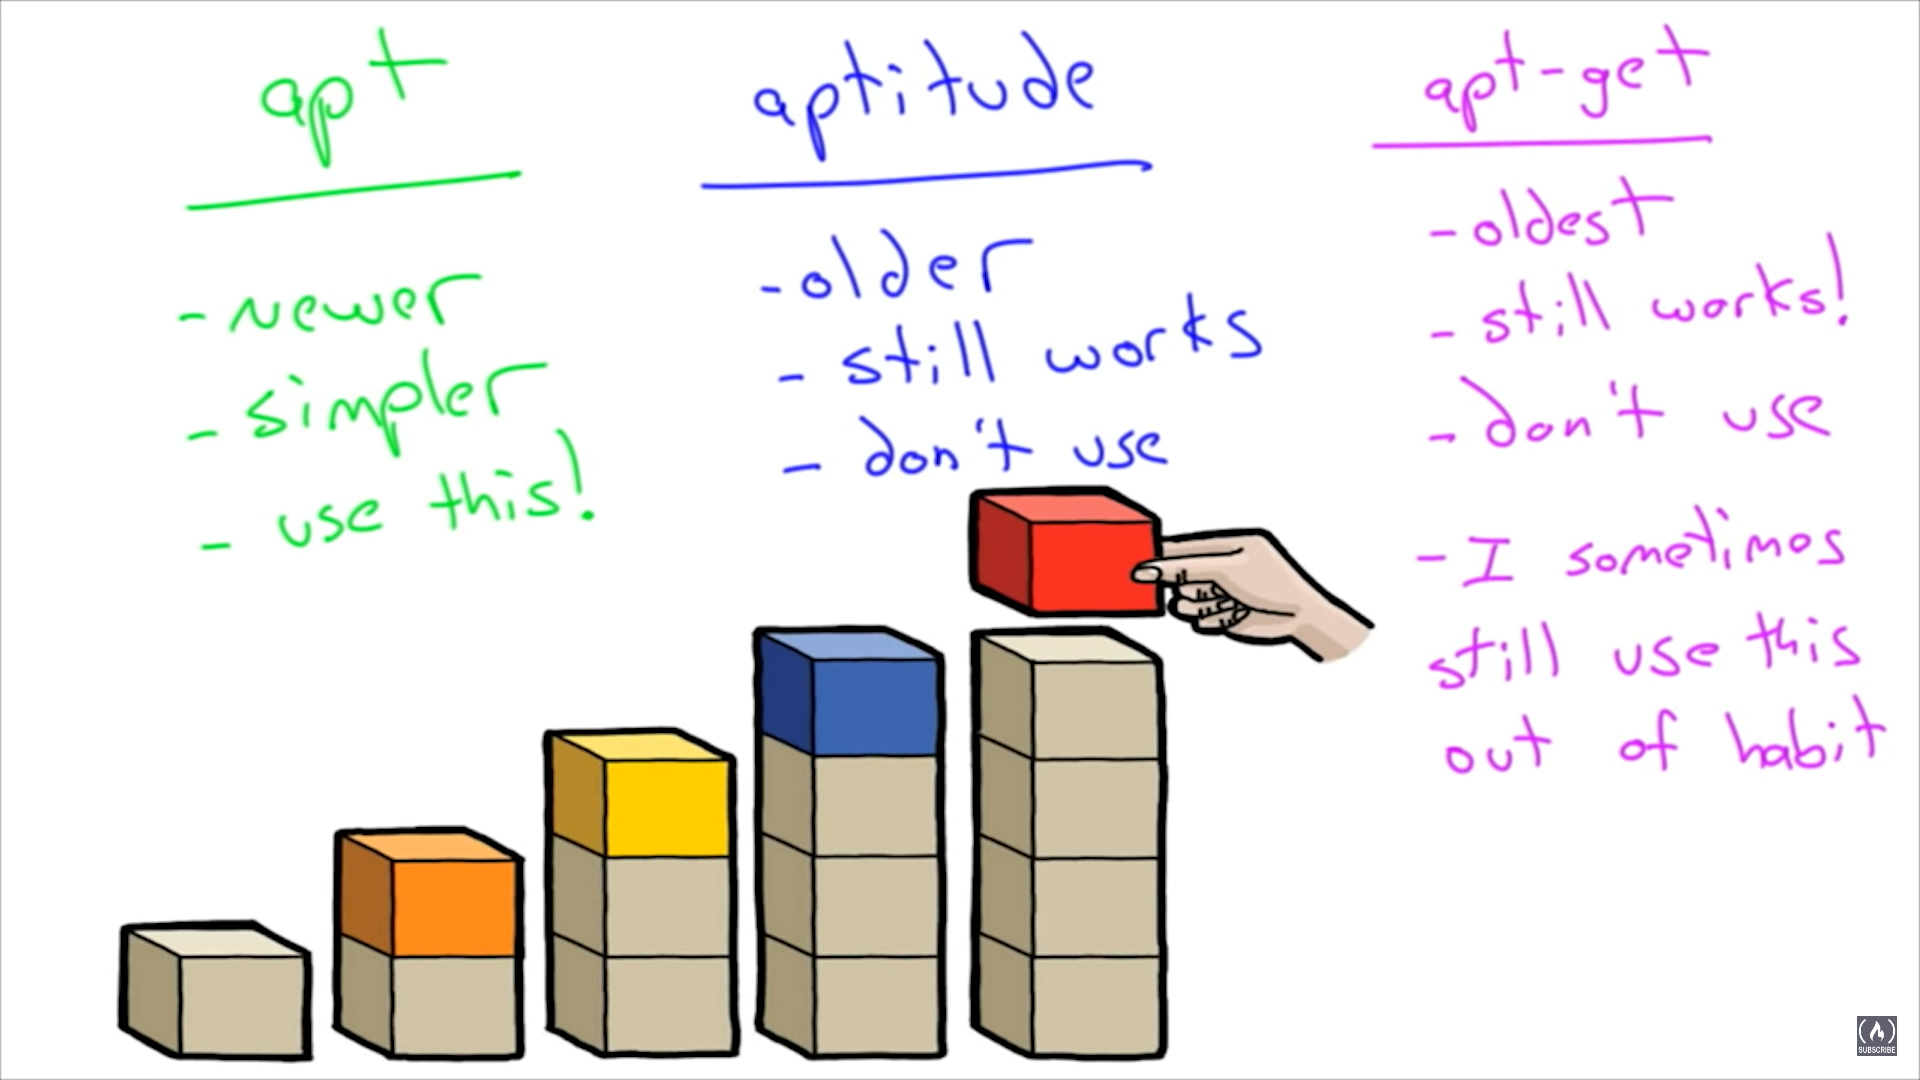 apt
- newer
- simpler
- use this!
aptitude
- older
- still works
- don't use
apt-get
- oldest
- still works!
- don't use
- I sometimes
still use this
out of habit
SUBSCRIBE